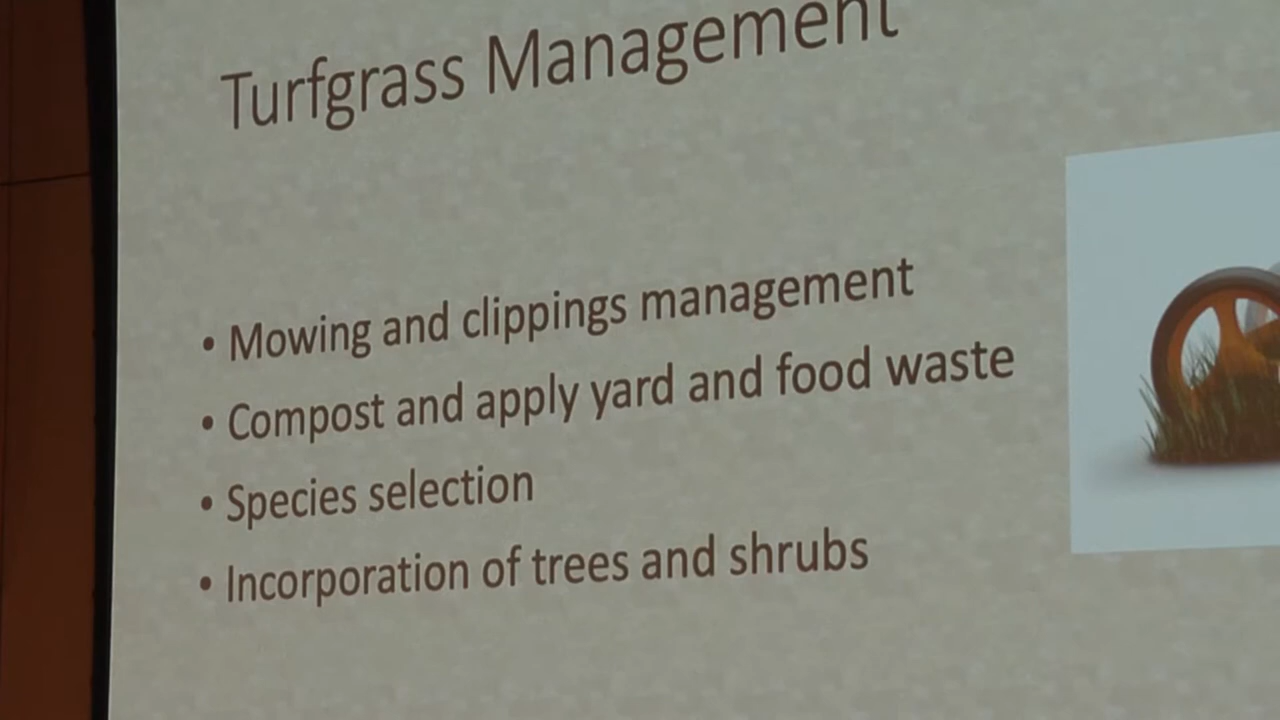 Turfgrass Management
• Mowing and clippings management
• Compost and apply yard and food waste
• Species selection
• Incorporation of trees and shrubs